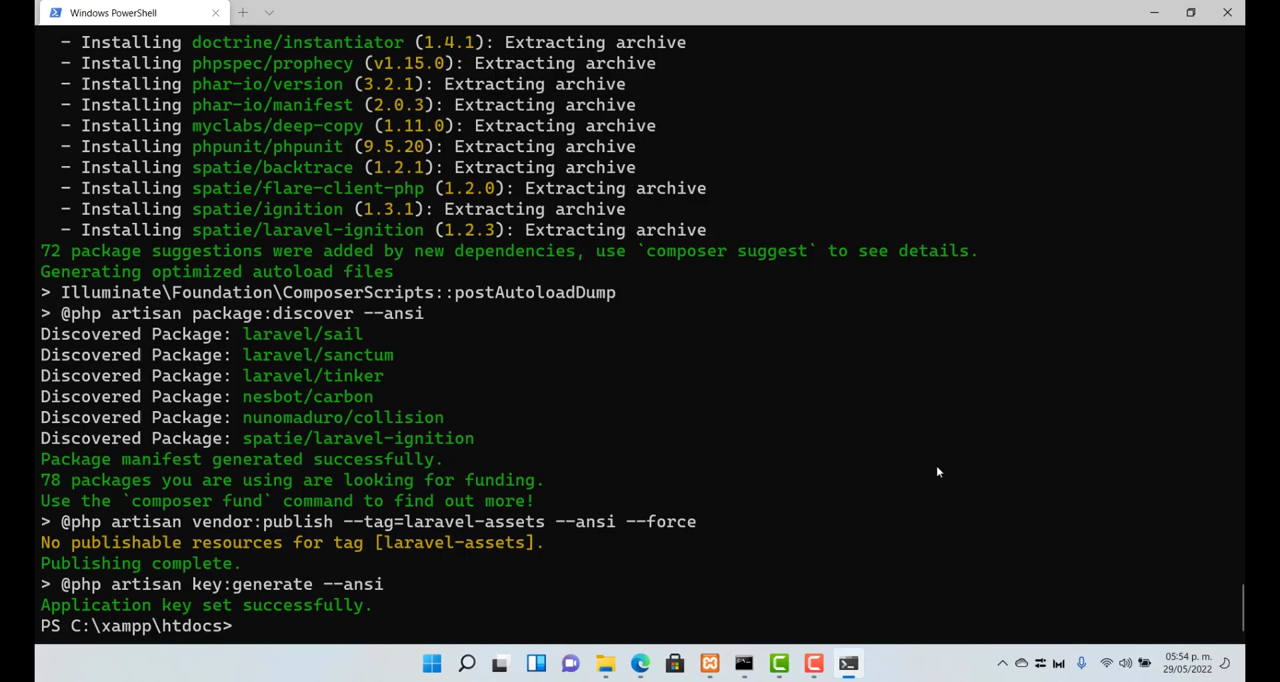 Windows PowerShell
- Installing doctrine/instantiator (1.4.1): Extracting archive
- Installing phpspec/prophecy (v1.15.0): Extracting archive
- Installing phar-io/version (3.2.1): Extracting archive
- Installing phar-io/manifest (2.0.3): Extracting archive
- Installing myclabs/deep-copy (1.11.0): Extracting archive
- Installing phpunit/phpunit (9.5.20): Extracting archive
- Installing spatie/backtrace (1.2.1): Extracting archive
- Installing spatie/flare-client-php (1.2.0): Extracting archive
- Installing spatie/ignition (1.3.1): Extracting archive
- Installing spatie/laravel-ignition (1.2.3): Extracting archive
72 package suggestions were added by new dependencies, use `composer suggest` to see details.
Generating optimized autoload files
> Illuminate\Foundation\ComposerScripts::postAutoloadDump
> @php artisan package:discover --ansi
Discovered Package: laravel/sail
Discovered Package: laravel/sanctum
Discovered Package: laravel/tinker
Discovered Package: nesbot/carbon
Discovered Package: nunomaduro/collision
Discovered Package: spatie/laravel-ignition
Package manifest generated successfully.
78 packages you are using are looking for funding.
Use the `composer fund` command to find out more!
> @php artisan vendor:publish --tag=laravel-assets --ansi --force
No publishable resources for tag [laravel-assets].
Publishing complete.
> @php artisan key:generate --ansi
Application key set successfully.
PS C:\xampp\htdocs>
05:54 p. m.
29/05/2022